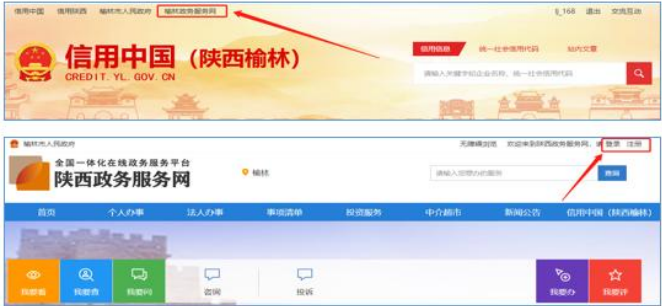 信用中国 信用陕西 榆林市人民政府 榆林政务服务网
退出 交流互动
信用中国 (陕西榆林)
CREDIT. YL. GOV. CN
信用信息 统一社会信用代码 站内文章
请输入关键字如企业名称、统一社会信用代码
榆林市人民政府
无障碍浏览 欢迎来到陕西政务服务网, 请 登录 注册
全国一体化在线政务服务平台
陕西政务服务网
榆林
请输入您要办的服务
首页 个人办事 法人办事 事项清单 投资服务 中介超市 新闻公告 信用中国 (陕西榆林)
我要看 我要查 我要问 咨询 投诉 我要办 我要评